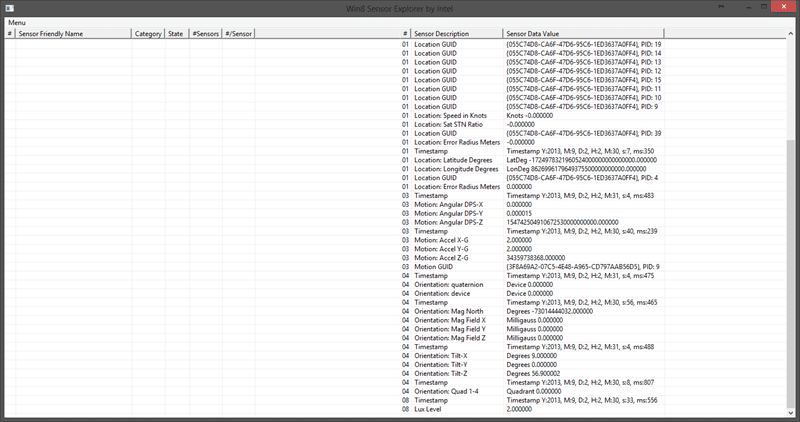 Win8 Sensor Explorer by Intel
Menu
# Sensor Friendly Name Category State #Sensors #/Sensor # Sensor Description Sensor Data Value
01 Location GUID {055C74D8-CA6F-47D6-95C6-1ED3637A0FF4}, PID: 19
01 Location GUID {055C74D8-CA6F-47D6-95C6-1ED3637A0FF4}, PID: 14
01 Location GUID {055C74D8-CA6F-47D6-95C6-1ED3637A0FF4}, PID: 13
01 Location GUID {055C74D8-CA6F-47D6-95C6-1ED3637A0FF4}, PID: 12
01 Location GUID {055C74D8-CA6F-47D6-95C6-1ED3637A0FF4}, PID: 15
01 Location GUID {055C74D8-CA6F-47D6-95C6-1ED3637A0FF4}, PID: 11
01 Location GUID {055C74D8-CA6F-47D6-95C6-1ED3637A0FF4}, PID: 10
01 Location GUID {055C74D8-CA6F-47D6-95C6-1ED3637A0FF4}, PID: 9
01 Location: Speed in Knots Knots -0.000000
01 Location: Sat STN Ratio -0.000000
01 Location GUID {055C74D8-CA6F-47D6-95C6-1ED3637A0FF4}, PID: 39
01 Location: Error Radius Meters -0.000000
01 Timestamp Timestamp Y:2013, M:9, D:2, H:2, M:30, s:7, ms:350
01 Location: Latitude Degrees LatDeg -17249783219605240000000000000.000000
01 Location: Longitude Degrees LonDeg 862699617964937550000000000.000000
01 Location GUID {055C74D8-CA6F-47D6-95C6-1ED3637A0FF4}, PID: 4
01 Location: Error Radius Meters 0.000000
03 Timestamp Timestamp Y:2013, M:9, D:2, H:2, M:31, s:4, ms:483
03 Motion: Angular DPS-X 0.000000
03 Motion: Angular DPS-Y 0.000015
03 Motion: Angular DPS-Z 154742504910672530000000000.000000
03 Timestamp Timestamp Y:2013, M:9, D:2, H:2, M:30, s:40, ms:239
03 Motion: Accel X-G 2.000000
03 Motion: Accel Y-G 2.000000
03 Motion: Accel Z-G 34359738368.000000
03 Motion GUID {3F8A69A2-07C5-4E48-A965-CD797AAB56D5}, PID: 9
04 Timestamp Timestamp Y:2013, M:9, D:2, H:2, M:31, s:4, ms:475
04 Orientation: quaternion Device 0.000000
04 Orientation: device Device 0.000000
04 Timestamp Timestamp Y:2013, M:9, D:2, H:2, M:30, s:56, ms:465
04 Orientation: Mag North Degrees -73014444032.000000
04 Orientation: Mag Field X Milligauss 0.000000
04 Orientation: Mag Field Y Milligauss 0.000000
04 Orientation: Mag Field Z Milligauss 0.000000
04 Timestamp Timestamp Y:2013, M:9, D:2, H:2, M:31, s:4, ms:488
04 Orientation: Tilt-X Degrees 9.000000
04 Orientation: Tilt-Y Degrees 0.000000
04 Orientation: Tilt-Z Degrees 56.900002
04 Timestamp Timestamp Y:2013, M:9, D:2, H:2, M:30, s:8, ms:807
04 Orientation: Quad 1-4 Quadrant 0.000000
08 Timestamp Timestamp Y:2013, M:9, D:2, H:2, M:30, s:33, ms:556
08 Lux Level 2.000000